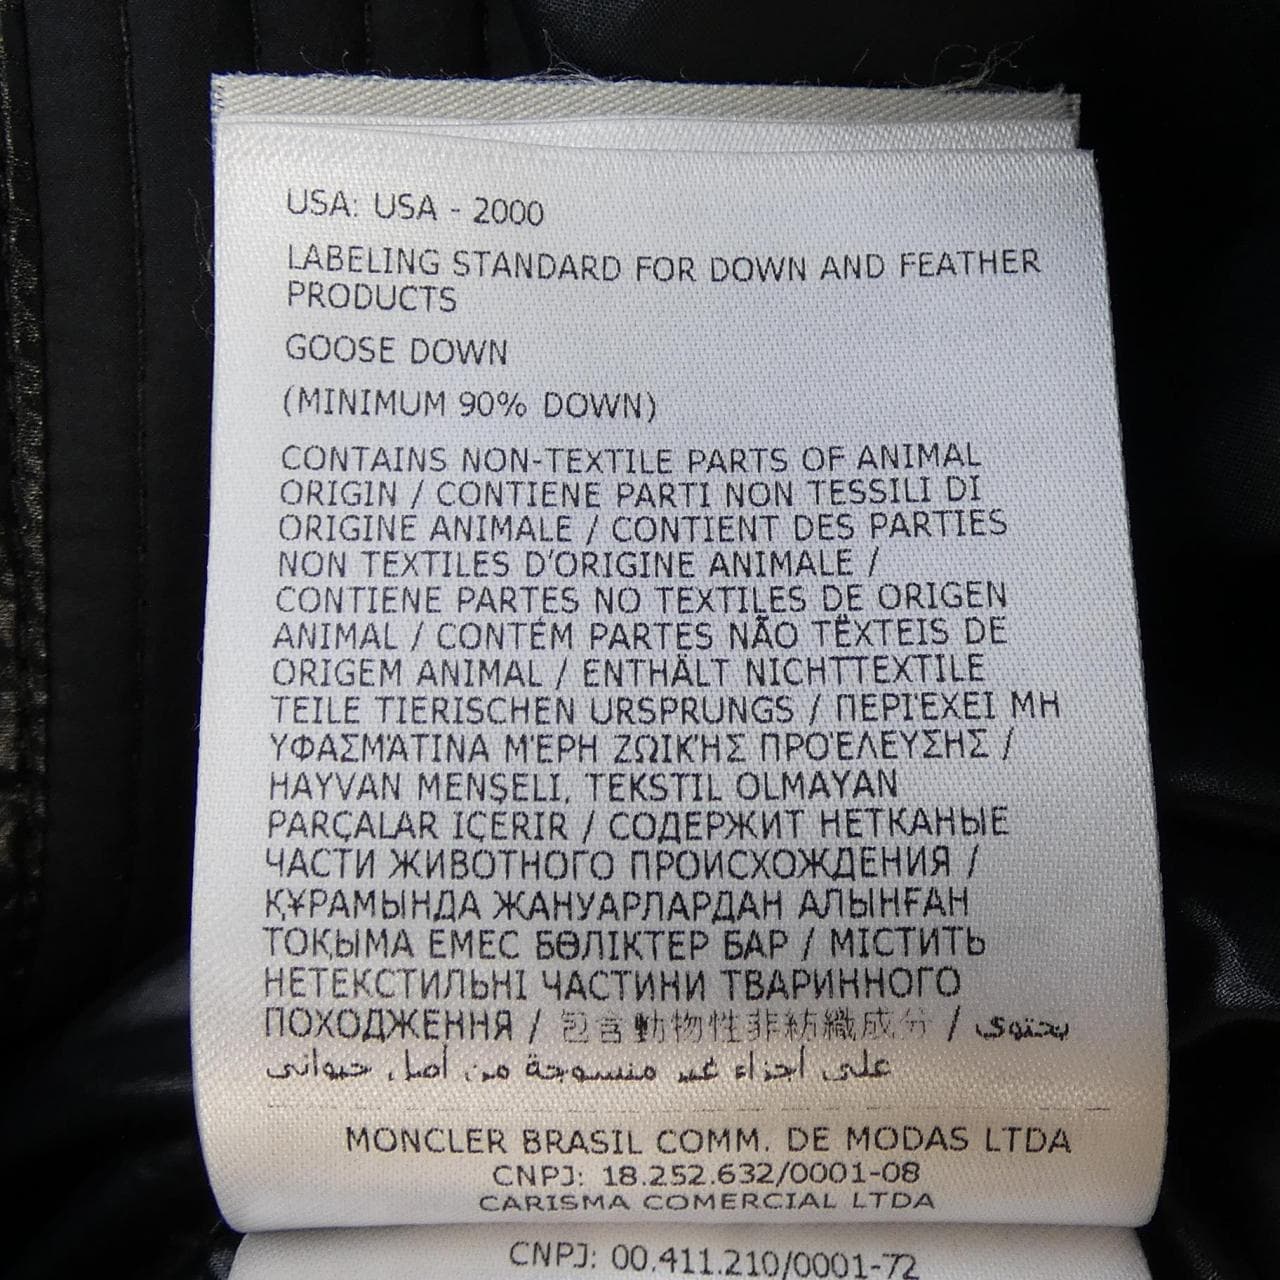 USA: USA - 2000
LABELING STANDARD FOR DOWN AND FEATHER
PRODUCTS
GOOSE DOWN
(MINIMUM 90% DOWN)
CONTAINS NON-TEXTILE PARTS OF ANIMAL
ORIGIN / CONTIENE PARTI NON TESSILI DI
ORIGINE ANIMALE / CONTIENT DES PARTIES
NON TEXTILES D'ORIGINE ANIMALE /
CONTIENE PARTES NO TEXTILES DE ORIGEN
ANIMAL / CONTÉM PARTES NÃO TËXTEIS DE
ORIGEM ANIMAL / ENTHÄLT NICHTTEXTILE
TEILE TIERISCHEN URSPRUNGS / ΠΕΡΙΈΧΕΙ ΜΗ
ΥΦΑΣΜΆΤΙΝΑ ΜΈΡΗ ΖΩΙΚΉΣ ΠΡΟΈΛΕΥΣΗΣ /
HAYVAN MENŞELI, TEKSTIL OLMAYAN
PARÇALAR IÇERIR / СОДЕРЖИТ НЕТКАНЫЕ
ЧАСТИ ЖИВОТНОГО ПРОИСХОЖДЕНИЯ /
ҚҰРАМЫНДА ЖАНУАРЛАРДАН АЛЫНҒАН
ТОҚЫМА ЕМЕС БӨЛІКТЕР БАР / МІСТИТЬ
НЕТЕКСТИЛЬНІ ЧАСТИНИ ТВАРИННОГО
ПОХОДЖЕННЯ / 包含動物性非紡織成分 / يحتوي
على أجزاء غير منسوجة من أصل حيواني
MONCLER BRASIL COMM. DE MODAS LTDA
CNPJ: 18.252.632/0001-08
CARISMA COMERCIAL LTDA
CNPJ: 00.411.210/0001-72